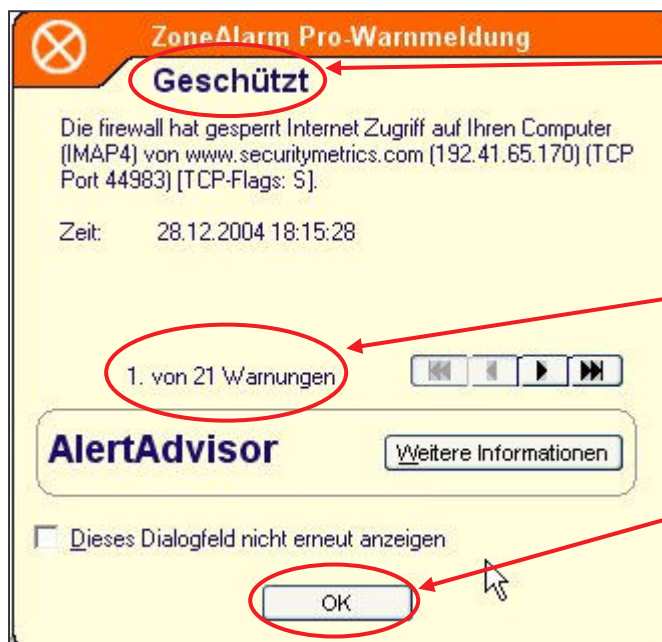 ZoneAlarm Pro-Warnmeldung
Geschützt
Die firewall hat gesperrt Internet Zugriff auf Ihren Computer
(IMAP4) von www.securitymetrics.com (192.41.65.170) (TCP
Port 44983) [TCP-Flags: S].
Zeit: 28.12.2004 18:15:28
1. von 21 Warnungen
AlertAdvisor
Weitere Informationen
Dieses Dialogfeld nicht erneut anzeigen
OK